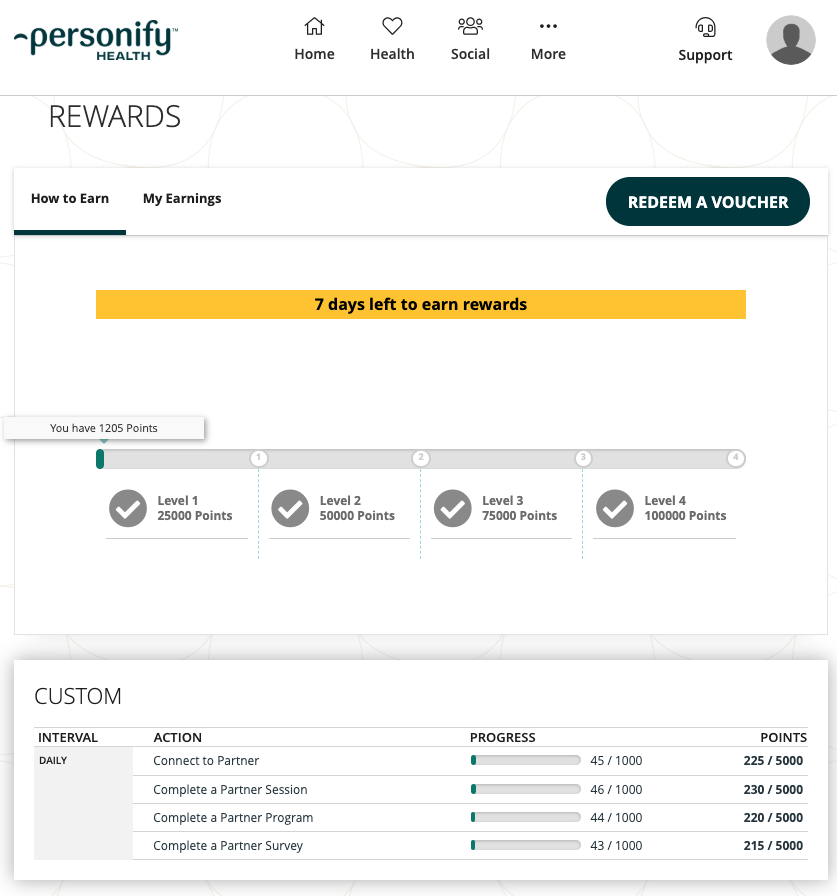 personify™
HEALTH
Home
Health
Social
More
Support
REWARDS
How to Earn
My Earnings
REDEEM A VOUCHER
7 days left to earn rewards
You have 1205 Points
1
2
3
4
Level 1
25000 Points
Level 2
50000 Points
Level 3
75000 Points
Level 4
100000 Points
CUSTOM
INTERVAL ACTION PROGRESS POINTS
DAILY Connect to Partner 45 / 1000 225 / 5000
Complete a Partner Session 46 / 1000 230 / 5000
Complete a Partner Program 44 / 1000 220 / 5000
Complete a Partner Survey 43 / 1000 215 / 5000